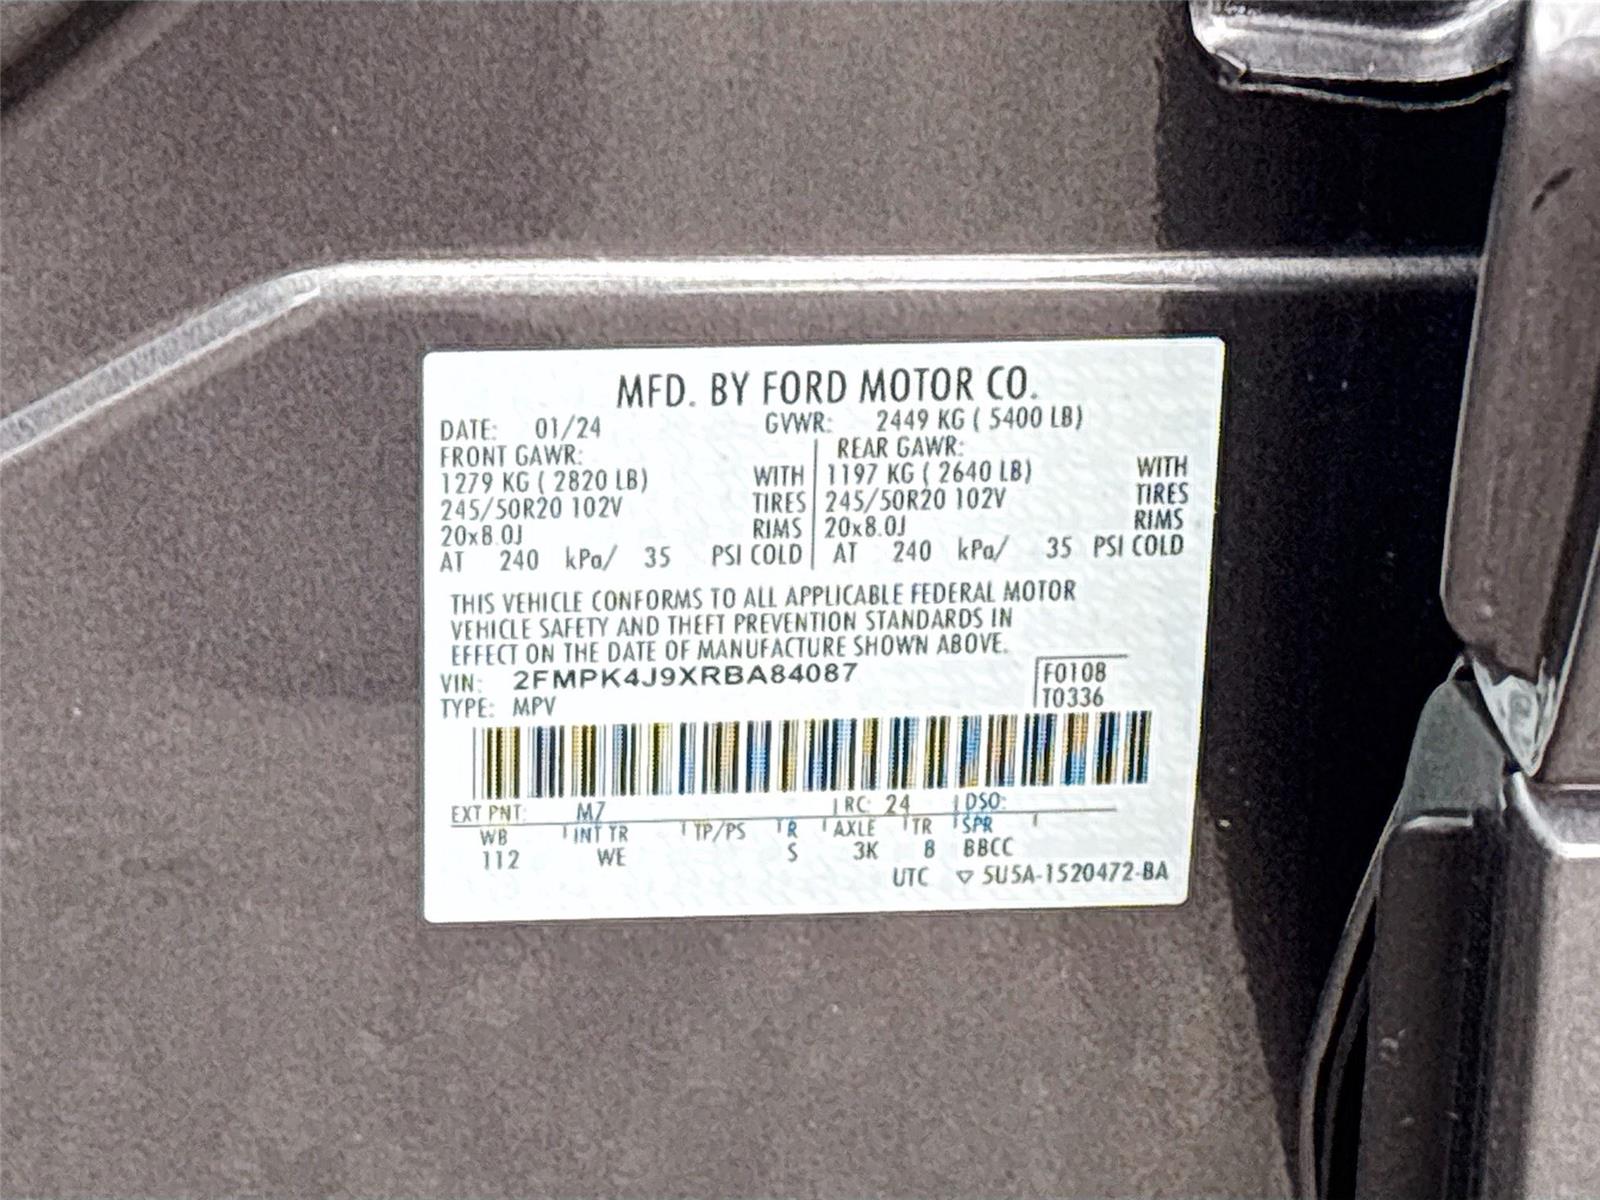 MFD. BY FORD MOTOR CO.
DATE: 01/24 GVWR: 2449 KG ( 5400 LB)
FRONT GAWR: REAR GAWR:
1279 KG ( 2820 LB) WITH 1197 KG ( 2640 LB) WITH
245/50R20 102V TIRES 245/50R20 102V TIRES
20x8.0J RIMS 20x8.0J RIMS
AT 240 kPa/ 35 PSI COLD AT 240 kPa/ 35 PSI COLD
THIS VEHICLE CONFORMS TO ALL APPLICABLE FEDERAL MOTOR
VEHICLE SAFETY AND THEFT PREVENTION STANDARDS IN
EFFECT ON THE DATE OF MANUFACTURE SHOWN ABOVE.
VIN: 2FMPK4J9XRBA84087 F0108
TYPE: MPV T0336
EXT PNT: M7 RC: 24 DSO:
WB INT TR TP/PS R AXLE TR SPR
112 WE S 3K B BBCC
UTC ▽ 5U5A-1520472-BA